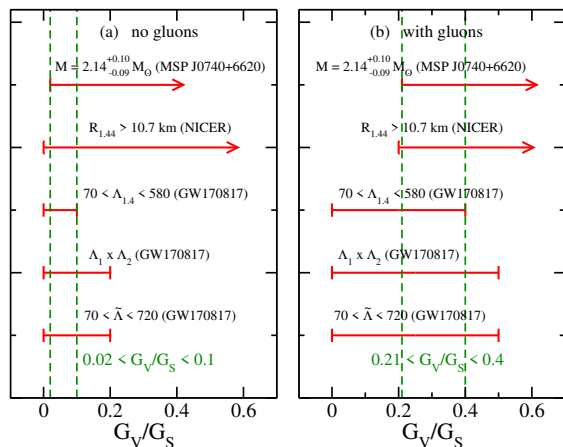 (a) no gluons
M = 2.14 +0.10 -0.09 M⊙ (MSP J0740+6620)
R1.44 > 10.7 km (NICER)
70 < Λ1.4 < 580 (GW170817)
Λ1 x Λ2 (GW170817)
70 < Λ̃ < 720 (GW170817)
0.02 < GV/GS < 0.1
0 0.2 0.4 0.6
GV/GS
(b) with gluons
M = 2.14 +0.10 -0.09 M⊙ (MSP J0740+6620)
R1.44 > 10.7 km (NICER)
70 < Λ1.4 < 580 (GW170817)
Λ1 x Λ2 (GW170817)
70 < Λ̃ < 720 (GW170817)
0.21 < GV/GS < 0.4
0 0.2 0.4 0.6
GV/GS